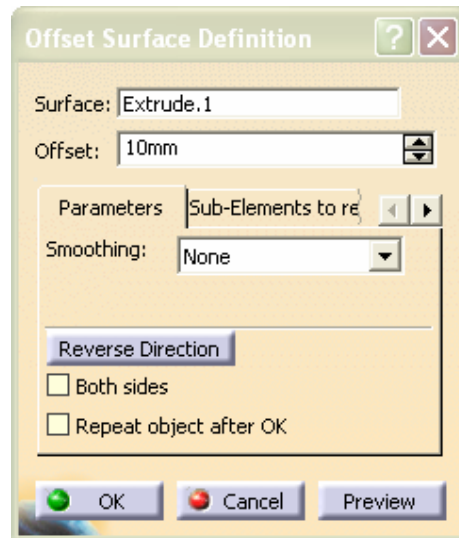 Offset Surface Definition ?
Surface: Extrude.1
Offset: 10mm
Parameters Sub-Elements to re
Smoothing: None
Reverse Direction
Both sides
Repeat object after OK
OK Cancel Preview